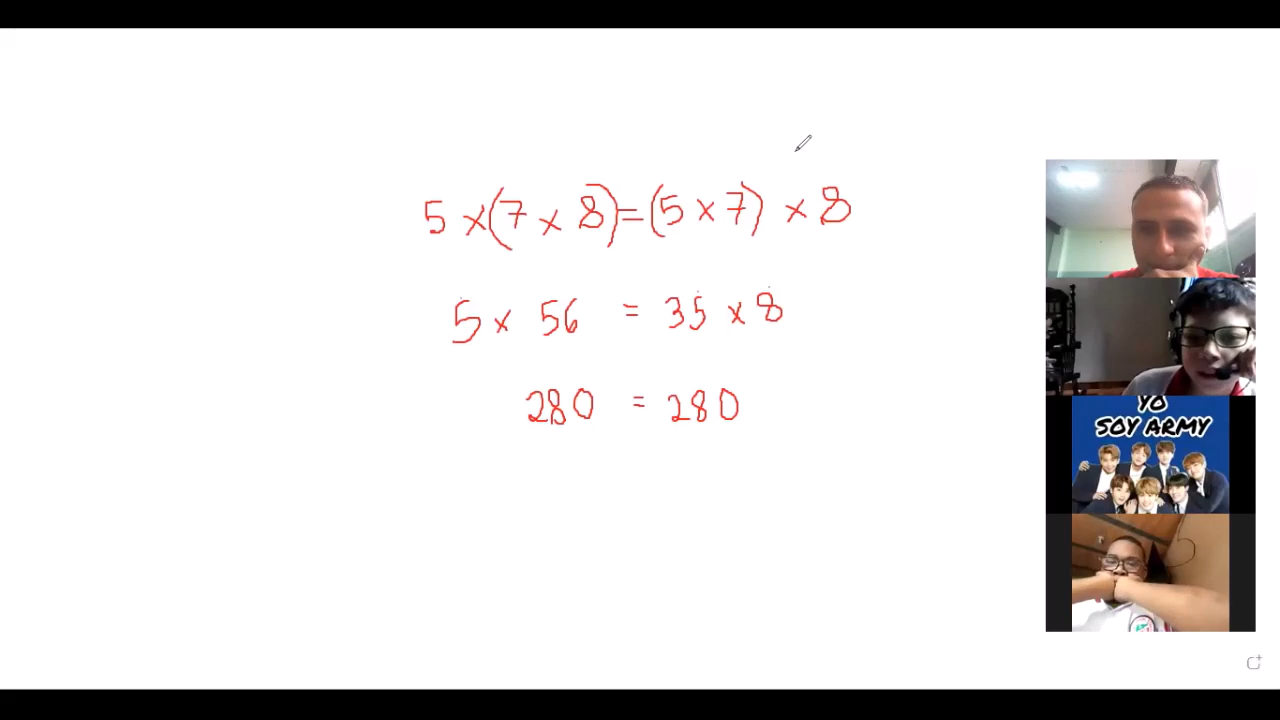 5 x (7 x 8) = (5 x 7) x 8
5 x 56 = 35 x 8
280 = 280
YO
SOY ARMY